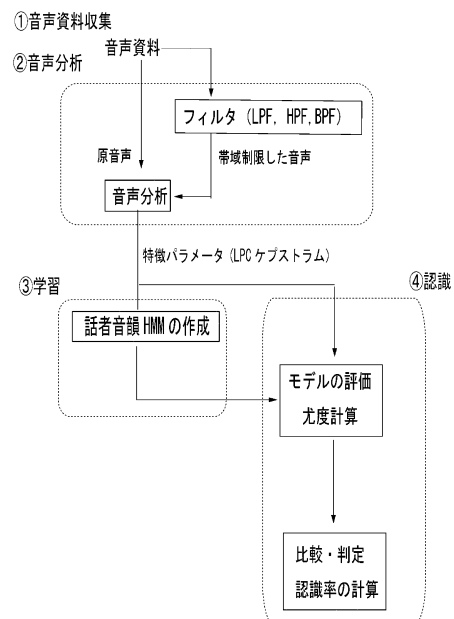 ①音声資料収集
音声資料
②音声分析
フィルタ (LPF, HPF, BPF)
原音声
帯域制限した音声
音声分析
特徴パラメータ (LPC ケプストラム)
③学習
④認識
話者音韻 HMM の作成
モデルの評価
尤度計算
比較・判定
認識率の計算